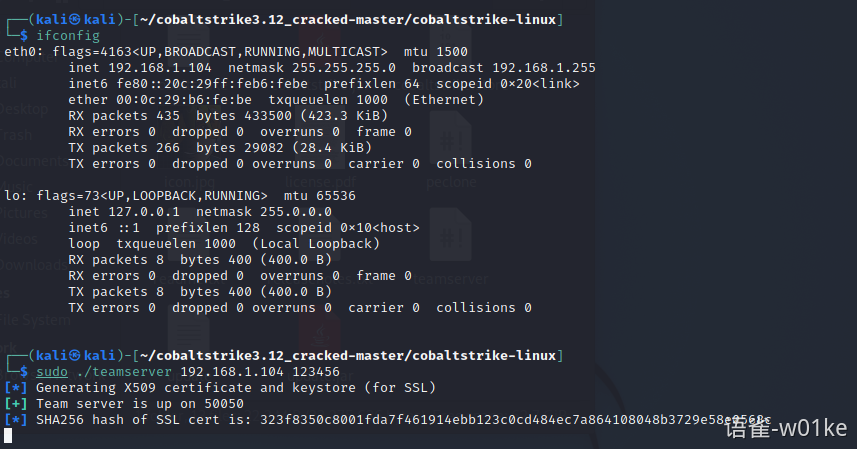 ┌──(kali㉿kali)-[~/cobaltstrike3.12_cracked-master/cobaltstrike-linux]
└─$ ifconfig
eth0: flags=4163<UP,BROADCAST,RUNNING,MULTICAST>  mtu 1500
        inet 192.168.1.104  netmask 255.255.255.0  broadcast 192.168.1.255
        inet6 fe80::20c:29ff:feb6:febe  prefixlen 64  scopeid 0×20<link>
        ether 00:0c:29:b6:fe:be  txqueuelen 1000  (Ethernet)
        RX packets 435  bytes 433500 (423.3 KiB)
        RX errors 0  dropped 0  overruns 0  frame 0
        TX packets 266  bytes 29082 (28.4 KiB)
        TX errors 0  dropped 0 overruns 0  carrier 0  collisions 0
lo: flags=73<UP,LOOPBACK,RUNNING>  mtu 65536
        inet 127.0.0.1  netmask 255.0.0.0
        inet6 ::1  prefixlen 128  scopeid 0×10<host>
        loop  txqueuelen 1000  (Local Loopback)
        RX packets 8  bytes 400 (400.0 B)
        RX errors 0  dropped 0  overruns 0  frame 0
        TX packets 8  bytes 400 (400.0 B)
        TX errors 0  dropped 0 overruns 0  carrier 0  collisions 0
┌──(kali㉿kali)-[~/cobaltstrike3.12_cracked-master/cobaltstrike-linux]
└─$ sudo ./teamserver 192.168.1.104 123456
[*] Generating X509 certificate and keystore (for SSL)
[+] Team server is up on 50050
[*] SHA256 hash of SSL cert is:
语雀-w01ke